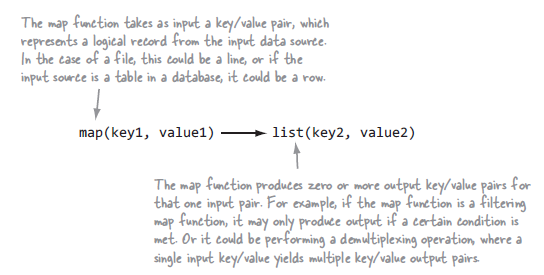 The map function takes as input a key/value pair, which
represents a logical record from the input data source.
In the case of a file, this could be a line, or if the
input source is a table in a database, it could be a row.
map(key1, value1) list(key2, value2)
The map function produces zero or more output key/value pairs for
that one input pair. For example, if the map function is a filtering
map function, it may only produce output if a certain condition is
met. Or it could be performing a demultiplexing operation, where a
single input key/value yields multiple key/value output pairs.